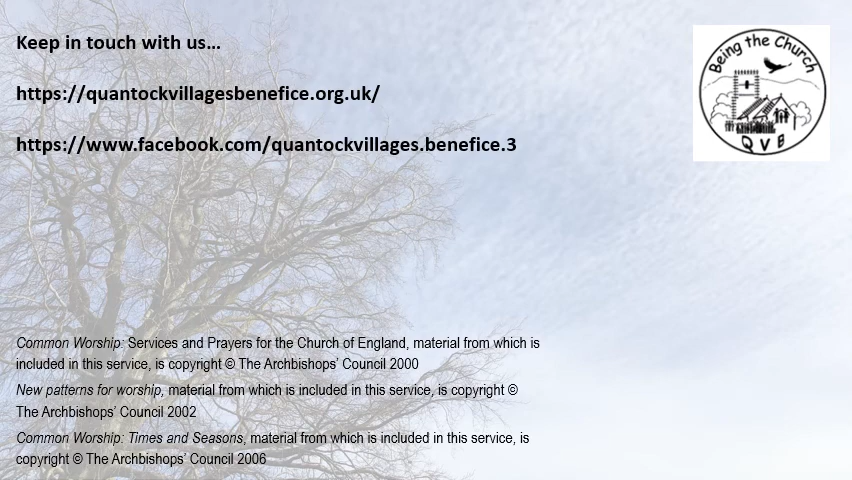 Keep in touch with us…
https://quantockvillagesbenefice.org.uk/
https://www.facebook.com/quantockvillages.benefice.3
Being the Church
QVB
Common Worship: Services and Prayers for the Church of England, material from which is
included in this service, is copyright © The Archbishops’ Council 2000
New patterns for worship, material from which is included in this service, is copyright ©
The Archbishops’ Council 2002
Common Worship: Times and Seasons, material from which is included in this service, is
copyright © The Archbishops’ Council 2006